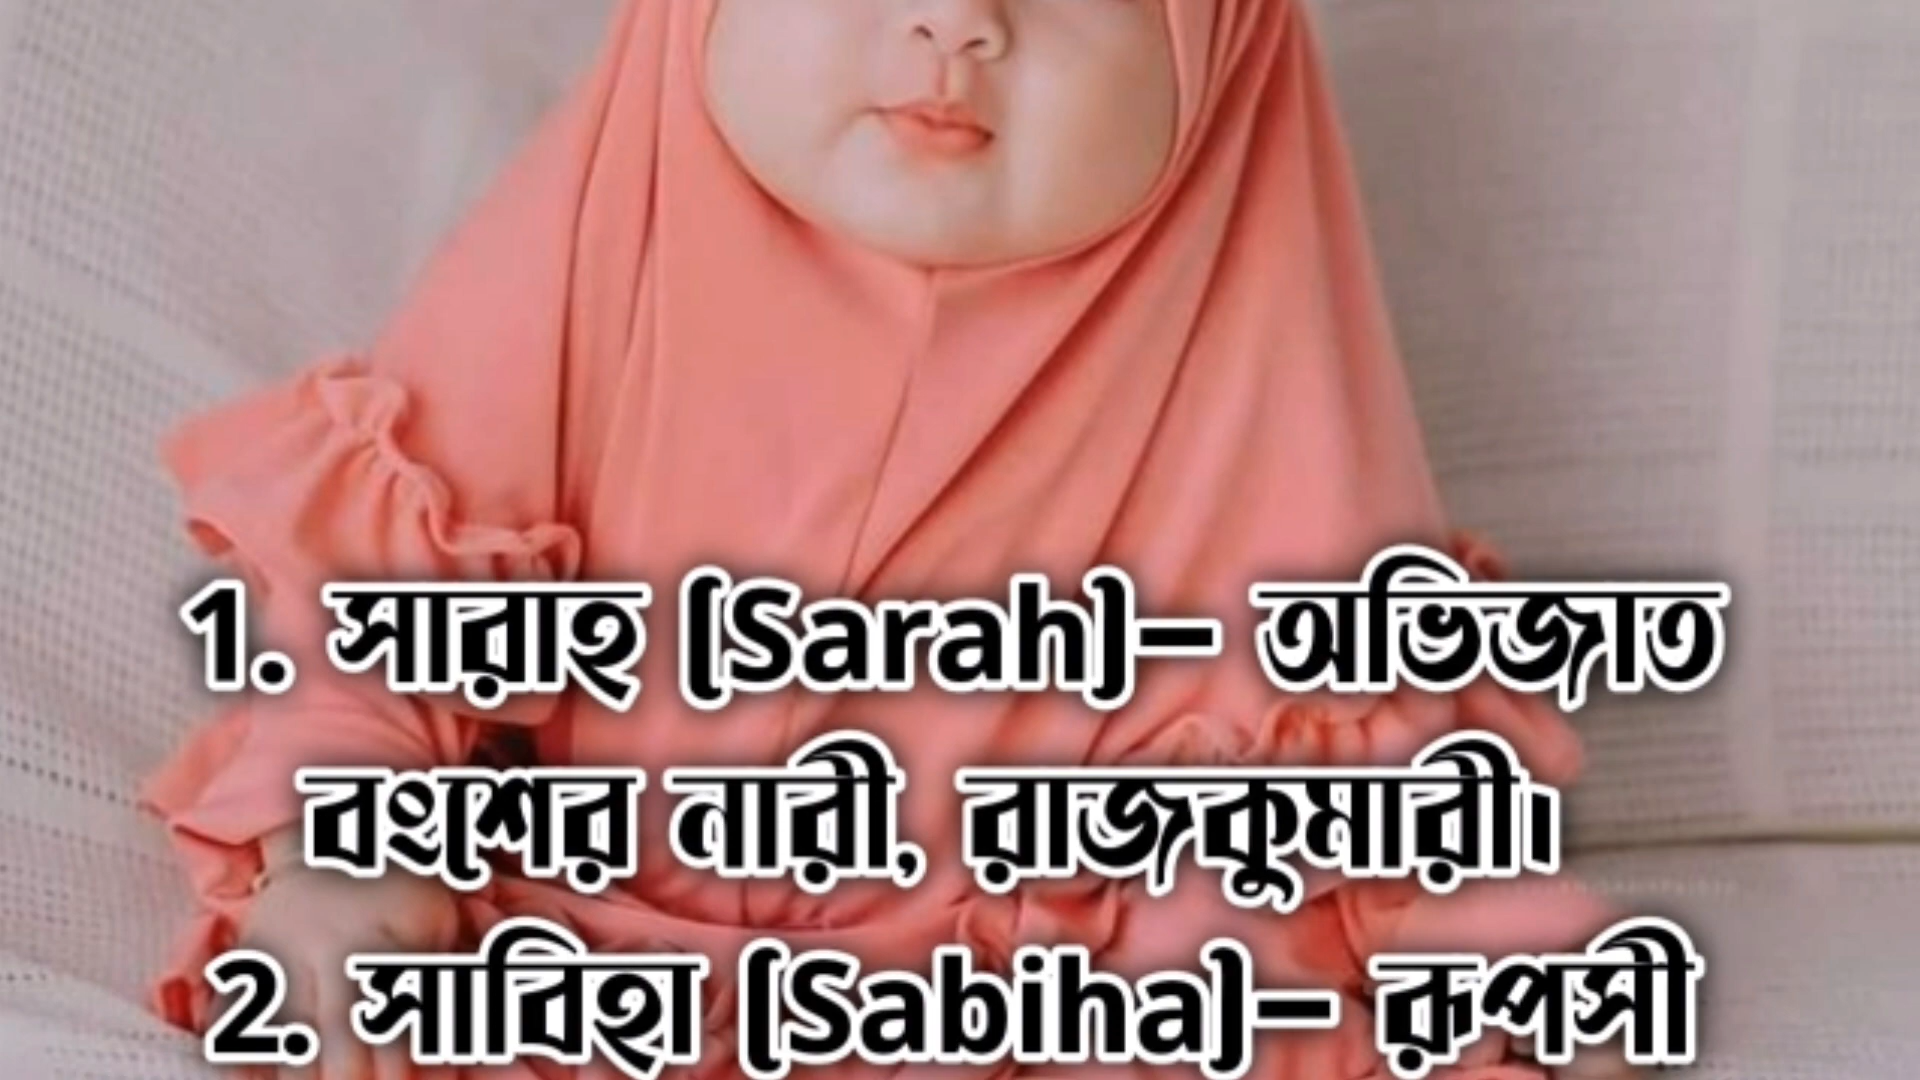 1. সারাহ (Sarah)– অভিজাত
বংশের নারী, রাজকুমারী।
2. সাবিহা (Sabiha)– রূপসী